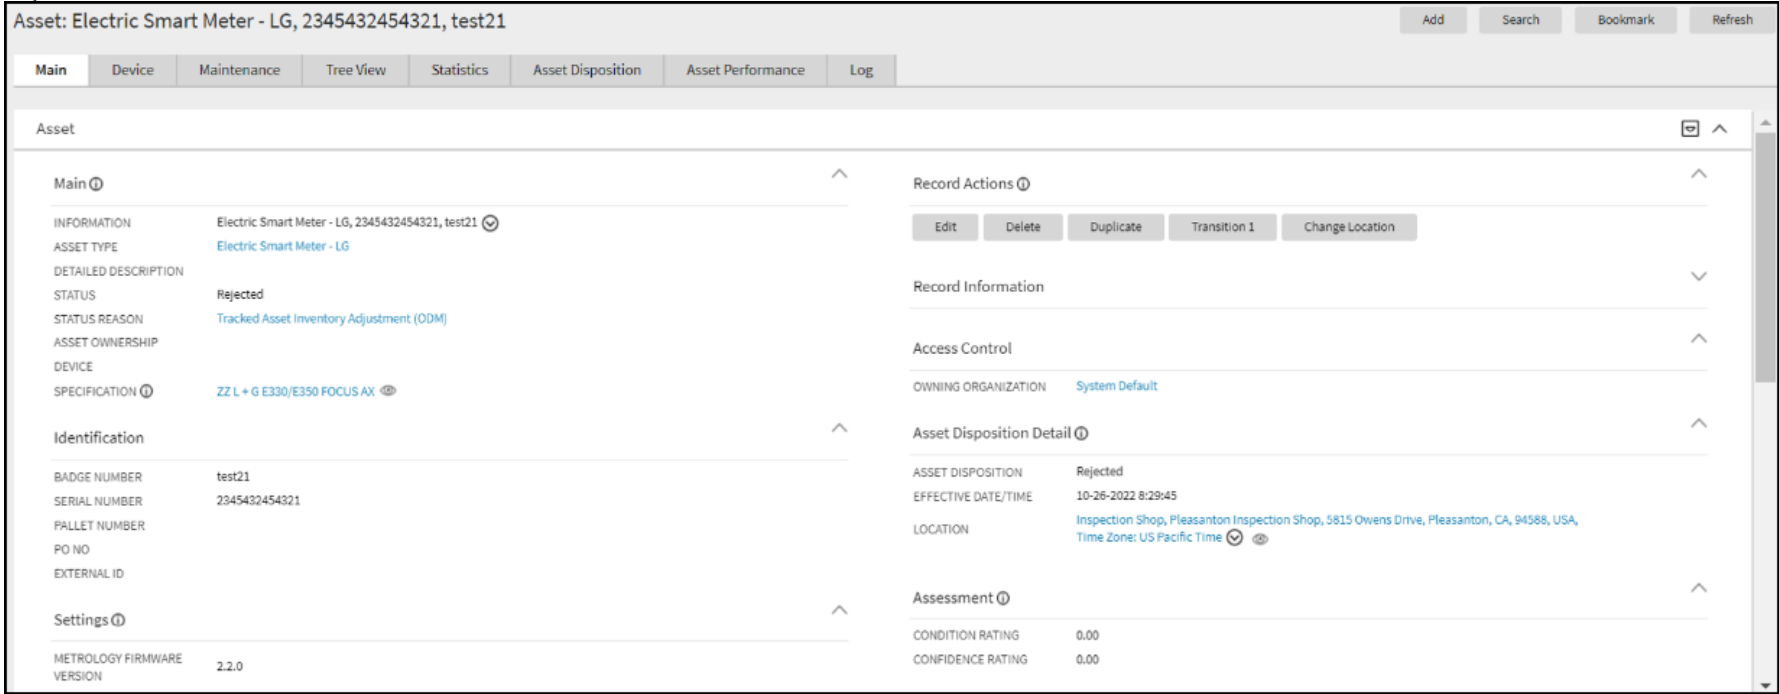 Asset: Electric Smart Meter - LG, 2345432454321, test21
Add
Search
Bookmark
Refresh
Main
Device
Maintenance
Tree View
Statistics
Asset Disposition
Asset Performance
Log
Asset
Main
INFORMATION Electric Smart Meter - LG, 2345432454321, test21
ASSET TYPE Electric Smart Meter - LG
DETAILED DESCRIPTION
STATUS Rejected
STATUS REASON Tracked Asset Inventory Adjustment (ODM)
ASSET OWNERSHIP
DEVICE
SPECIFICATION ZZ L + G E330/E350 FOCUS AX
Identification
BADGE NUMBER test21
SERIAL NUMBER 2345432454321
PALLET NUMBER
PO NO
EXTERNAL ID
Settings
METROLOGY FIRMWARE
VERSION 2.2.0
Record Actions
Edit
Delete
Duplicate
Transition 1
Change Location
Record Information
Access Control
OWNING ORGANIZATION System Default
Asset Disposition Detail
ASSET DISPOSITION Rejected
EFFECTIVE DATE/TIME 10-26-2022 8:29:45
LOCATION Inspection Shop, Pleasanton Inspection Shop, 5815 Owens Drive, Pleasanton, CA, 94588, USA,
Time Zone: US Pacific Time
Assessment
CONDITION RATING 0.00
CONFIDENCE RATING 0.00